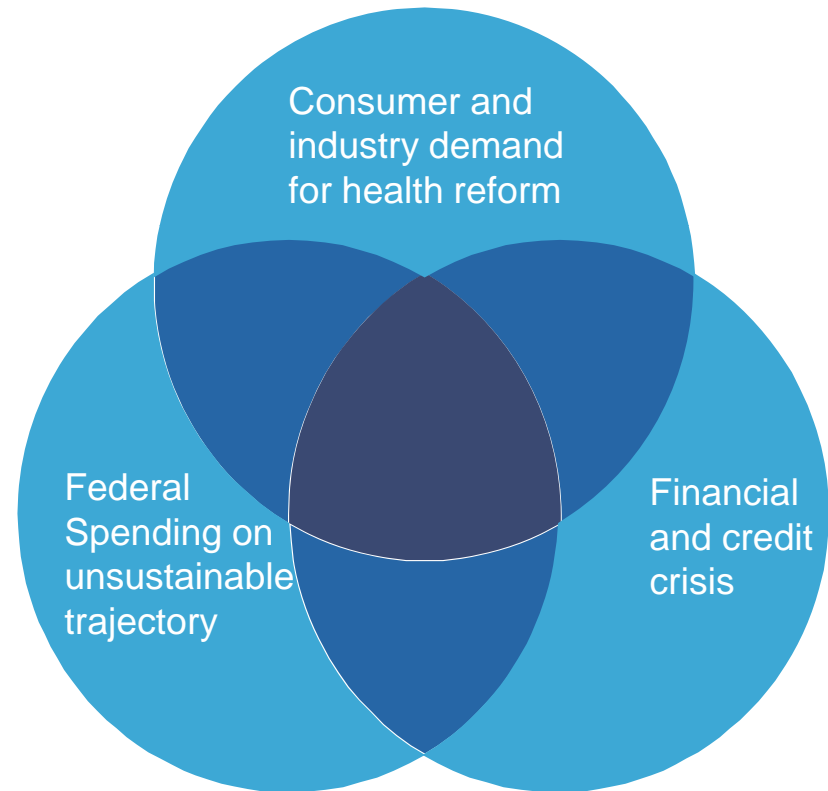 Consumer and
industry demand
for health reform
Federal
Spending on
unsustainable
trajectory
Financial
and credit
crisis